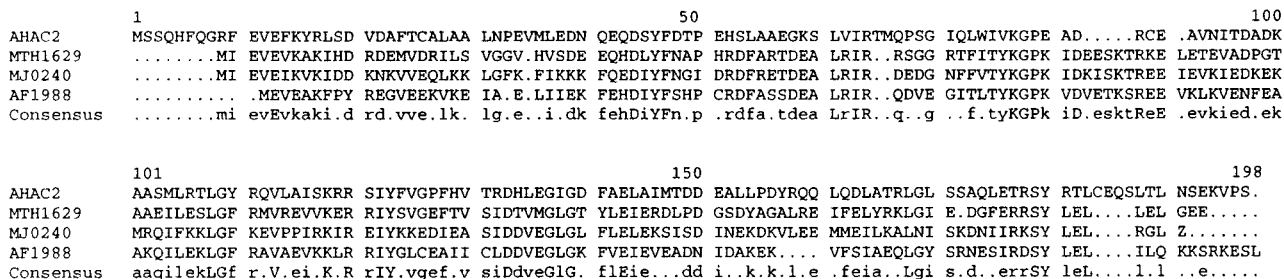 1 50 100
AHAC2 MSSQHFQGRF EVEFKYRLSD VDAFTCALAA LNPEVMLEDN QEQDSYFDTP EHSLAAEGKS LVIRTMQPSG IQLWIVKGPE AD.....RCE .AVNITDADK
MTH1629 ........MI EVEVKAKIHD RDEMVDRILS VGGV.HVSDE EQHDLYFNAP HRDFARTDEA LRIR..RSGG RTFITYKGPK IDEESKTRKE LETEVADPGT
MJ0240 ........MI EVEIKVKIDD KNKVVEQLKK LGFK.FIKKK FQEDIYFNGI DRDFRETDEA LRIR..DEDG NFFVTYKGPK IDKISKTREE IEVKIEDKEK
AF1988 .......... .MEVEAKFPY REGVEEKVKE IA.E.LIIEK FEHDIYFSHP CRDFASSDEA LRIR..QDVE GITLTYKGPK VDVETKSREE VKLKVENFEA
Consensus ........mi evEvkaki.d rd.vve.lk. lg.e..i.dk fehDiYFn.p .rdfa.tdea LrIR..q..g ..f.tyKGPk iD.esktReE .evkied.ek
101 150 198
AHAC2 AASMLRTLGY RQVLAISKRR SIYFVGPFHV TRDHLEGIGD FAELAIMTDD EALLPDYRQQ LQDLATRLGL SSAQLETRSY RTLCEQSLTL NSEKVPS.
MTH1629 AAEILESLGF RMVREVVKER RIYSVGEFTV SIDTVMGLGT YLEIERDLPD GSDYAGALRE IFELYRKLGI E.DGFERRSY LEL....LEL GEE.....
MJ0240 MRQIFKKLGF KEVPPIRKIR EIYKKEDIEA SIDDVEGLGL FLELEKSISD INEKDKVLEE MMEILKALNI SKDNIIRKSY LEL....RGL Z.......
AF1988 AKQILEKLGF RAVAEVKKLR RIYGLCEAII CLDDVEGLGK FVEIEVEADN IDAKEK.... VFSIAEQLGY SRNESIRDSY LEL....ILQ KKSRKESL
Consensus aaqilekLGf r.V.ei.K.R rIY.vgef.v siDdveGlG. flEie...dd i..k.k.l.e .feia..Lgi s.d..errSY leL....l.l ..e.....